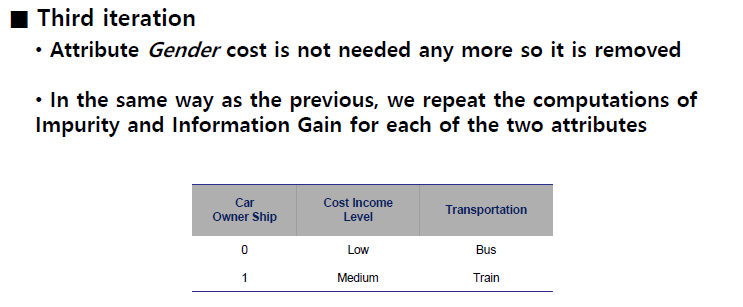 ■ Third iteration
• Attribute Gender cost is not needed any more so it is removed
• In the same way as the previous, we repeat the computations of
Impurity and Information Gain for each of the two attributes
Car Owner Ship Cost Income Level Transportation
0 Low Bus
1 Medium Train